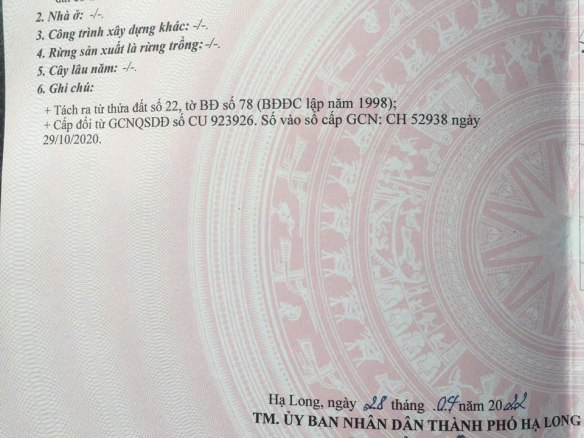 2. Nhà ở: -/-.
3. Công trình xây dựng khác: -/-.
4. Rừng sản xuất là rừng trồng: -/-.
5. Cây lâu năm: -/-.
6. Ghi chú:
+ Tách ra từ thửa đất số 22, tờ BĐ số 78 (BĐĐC lập năm 1998);
+ Cấp đổi từ GCNQSDĐ số CU 923926. Số vào sổ cấp GCN: CH 52938 ngày
29/10/2020.
Hạ Long, ngày 28 tháng .04 năm 2022
TM. ỦY BAN NHÂN DÂN THÀNH PHỐ HẠ LONG